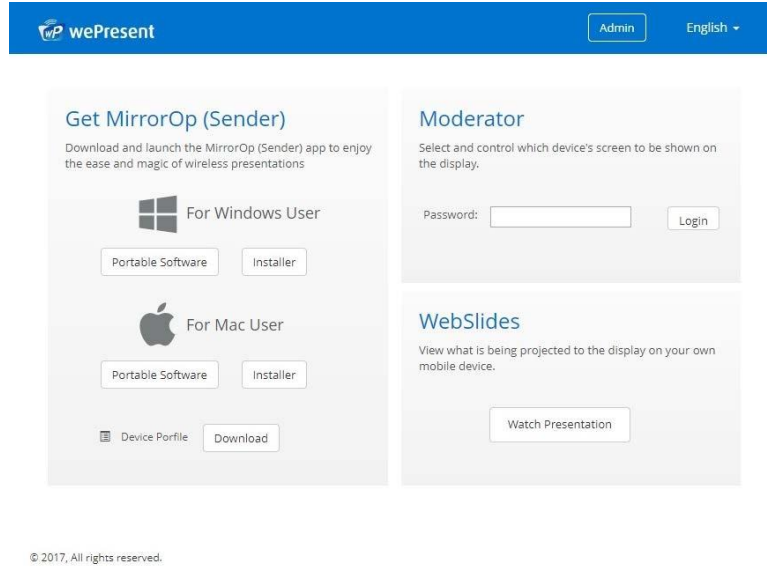 wP wePresent
Admin
English
Get MirrorOp (Sender)
Download and launch the MirrorOp (Sender) app to enjoy
the ease and magic of wireless presentations
For Windows User
Portable Software
Installer
For Mac User
Portable Software
Installer
Device Porfile
Download
Moderator
Select and control which device's screen to be shown on
the display.
Password:
Login
WebSlides
View what is being projected to the display on your own
mobile device.
Watch Presentation
© 2017, All rights reserved.